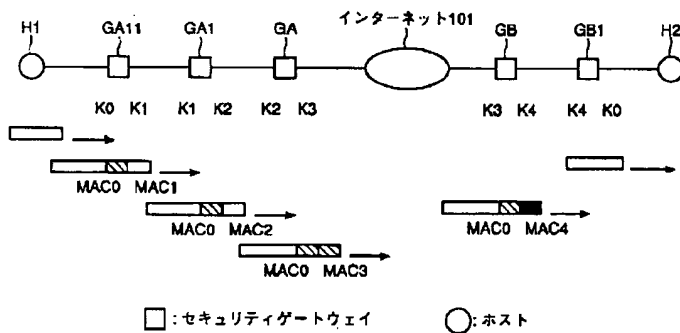 H1 GA11 GA1 GA インターネット101 GB GB1 H2
K0 K1 K1 K2 K2 K3 K3 K4 K4 K0
MAC0 MAC1
MAC0 MAC2 MAC0 MAC4
MAC0 MAC3
□:セキュリティゲートウェイ ○:ホスト